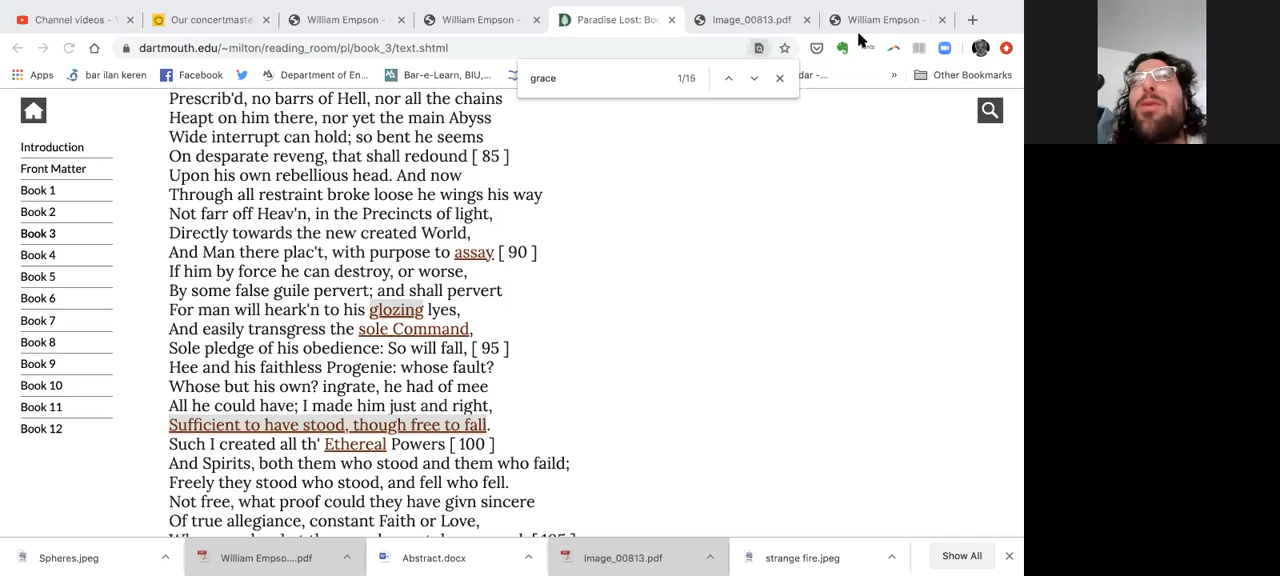 Channel videos - Y
Our concertmaste
William Empson -
William Empson -
Paradise Lost: Boo
Image_00813.pdf
William Empson -
dartmouth.edu/~milton/reading_room/pl/book_3/text.shtml
Apps
bar ilan keren
Facebook
Department of En...
Bar-e-Learn, BIU,...
dar -...
»
Other Bookmarks
grace
1/15
Introduction
Front Matter
Book 1
Book 2
Book 3
Book 4
Book 5
Book 6
Book 7
Book 8
Book 9
Book 10
Book 11
Book 12
Prescrib'd, no barrs of Hell, nor all the chains
Heapt on him there, nor yet the main Abyss
Wide interrupt can hold; so bent he seems
On desparate reveng, that shall redound [ 85 ]
Upon his own rebellious head. And now
Through all restraint broke loose he wings his way
Not farr off Heav'n, in the Precincts of light,
Directly towards the new created World,
And Man there plac't, with purpose to assay [ 90 ]
If him by force he can destroy, or worse,
By some false guile pervert; and shall pervert
For man will heark'n to his glozing lyes,
And easily transgress the sole Command,
Sole pledge of his obedience: So will fall, [ 95 ]
Hee and his faithless Progenie: whose fault?
Whose but his own? ingrate, he had of mee
All he could have; I made him just and right,
Sufficient to have stood, though free to fall.
Such I created all th' Ethereal Powers [ 100 ]
And Spirits, both them who stood and them who faild;
Freely they stood who stood, and fell who fell.
Not free, what proof could they have givn sincere
Of true allegiance, constant Faith or Love,
Spheres.jpeg
William Empso....pdf
Abstract.docx
Image_00813.pdf
strange fire.jpeg
Show All